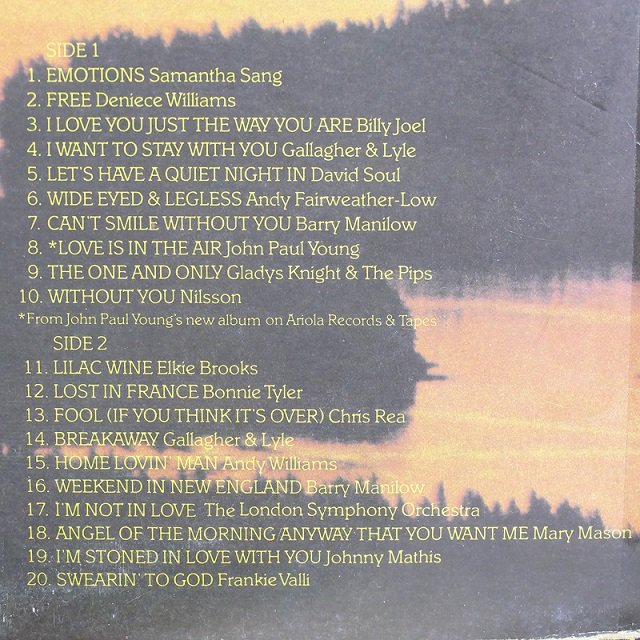 SIDE 1
1. EMOTIONS Samantha Sang
2. FREE Deniece Williams
3. I LOVE YOU JUST THE WAY YOU ARE Billy Joel
4. I WANT TO STAY WITH YOU Gallagher & Lyle
5. LET'S HAVE A QUIET NIGHT IN David Soul
6. WIDE EYED & LEGLESS Andy Fairweather-Low
7. CAN'T SMILE WITHOUT YOU Barry Manilow
8. *LOVE IS IN THE AIR John Paul Young
9. THE ONE AND ONLY Gladys Knight & The Pips
10. WITHOUT YOU Nilsson
*From John Paul Young's new album on Ariola Records & Tapes
SIDE 2
11. LILAC WINE Elkie Brooks
12. LOST IN FRANCE Bonnie Tyler
13. FOOL (IF YOU THINK IT'S OVER) Chris Rea
14. BREAKAWAY Gallagher & Lyle
15. HOME LOVIN' MAN Andy Williams
16. WEEKEND IN NEW ENGLAND Barry Manilow
17. I'M NOT IN LOVE The London Symphony Orchestra
18. ANGEL OF THE MORNING/ANYWAY THAT YOU WANT ME Mary Mason
19. I'M STONED IN LOVE WITH YOU Johnny Mathis
20. SWEARIN' TO GOD Frankie Valli